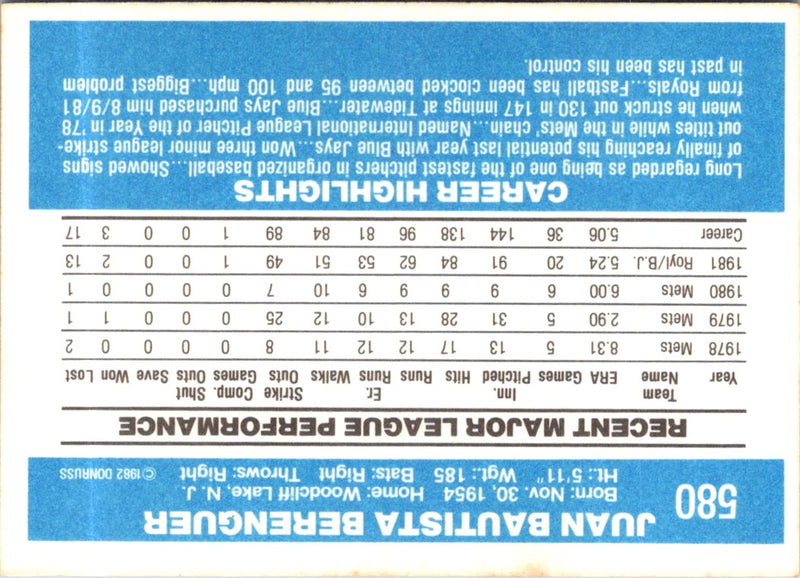 580
JUAN BAUTISTA BERENGUER
Born: Nov. 30, 1954 Home: Woodcliff Lake, N. J.
Ht.: 5'11" Wgt.: 185 Bats: Right Throws: Right ©1982 DONRUSS
RECENT MAJOR LEAGUE PERFORMANCE
Year Team Name ERA Games Inn. Pitched Hits Runs Er. Runs Walks Strike Outs Comp. Games Shut Outs Save Won Lost
1978 Mets 8.31 5 13 17 12 12 11 8 0 0 0 0 2
1979 Mets 2.90 5 31 28 13 10 12 25 0 0 0 1 1
1980 Mets 6.00 6 9 9 9 6 10 7 0 0 0 0 1
1981 Royl/B.J. 5.24 20 91 84 62 53 51 49 1 0 0 2 13
Career 5.06 36 144 138 96 81 84 89 1 0 0 3 17
CAREER HIGHLIGHTS
Long regarded as being one of the fastest pitchers in organized baseball...Showed signs
of finally reaching his potential last year with Blue Jays...Won three minor league strike-
out titles while in the Mets' chain...Named International League Pitcher of the Year in '78
when he struck out 130 in 147 innings at Tidewater...Blue Jays purchased him 8/9/81
from Royals...Fastball has been clocked between 95 and 100 mph...Biggest problem
in past has been his control.